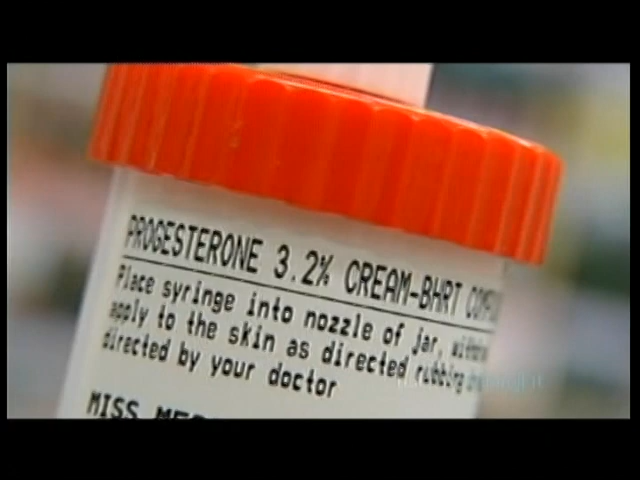 PROGESTERONE 3.2% CREAM-BHRT
Place syringe into nozzle of jar,
apply to the skin as directed rubbing
directed by your doctor
MISS